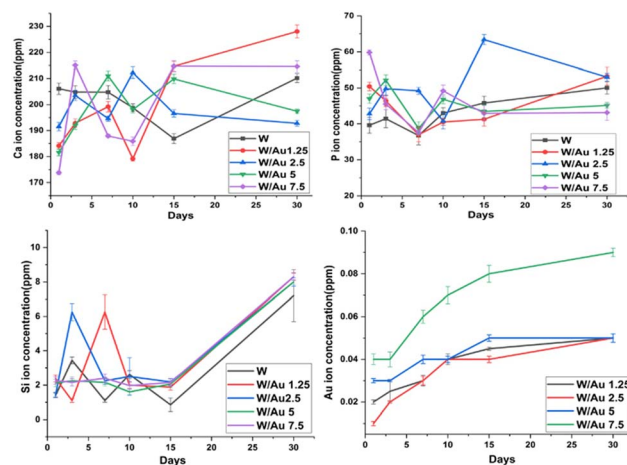 Ca ion concentration(ppm)
230
220
210
200
190
180
170
W
W/Au1.25
W/Au 2.5
W/Au 5
W/Au 7.5
0 5 10 15 20 25 30
Days
P ion concentration(ppm)
60
50
40
30
20
W
W/Au 1.25
W/Au 2.5
W/Au 5
W/Au 7.5
0 5 10 15 20 25 30
Days
Si ion concentration(ppm)
8
6
4
2
0
W
W/Au 1.25
W/Au2.5
W/Au 5
W/Au 7.5
0 5 10 15 20 25 30
Days
Au ion concentration(ppm)
0.10
0.08
0.06
0.04
0.02
0.00
W/Au 1.25
W/Au 2.5
W/Au 5
W/Au 7.5
0 5 10 15 20 25 30
Days